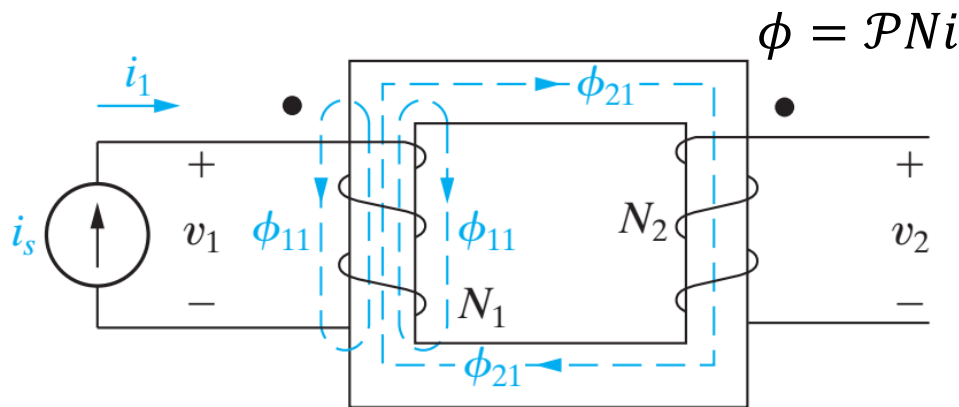 ϕ = 𝒫Ni
i₁
ϕ₂₁
+
+
iₛ
v₁
ϕ₁₁
ϕ₁₁
N₂
v₂
−
N₁
−
ϕ₂₁